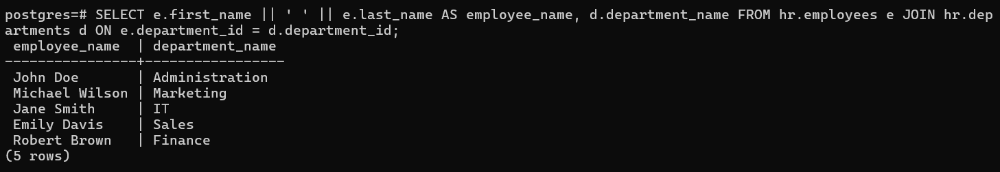 postgres=# SELECT e.first_name || ' ' || e.last_name AS employee_name, d.department_name FROM hr.employees e JOIN hr.dep
artments d ON e.department_id = d.department_id;
 employee_name  | department_name
----------------+-----------------
 John Doe       | Administration
 Michael Wilson | Marketing
 Jane Smith     | IT
 Emily Davis    | Sales
 Robert Brown   | Finance
(5 rows)